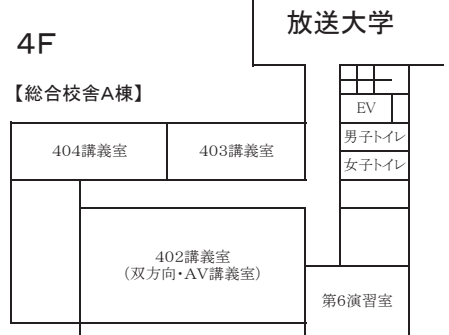 放送大学
4F
【総合校舎A棟】
EV
男子トイレ
404講義室
403講義室
女子トイレ
402講義室
(双方向・AV講義室)
第6演習室